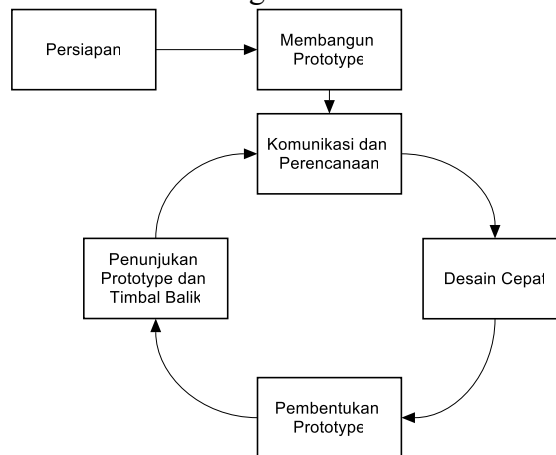 Persiapan
Membangun
Prototype
Komunikasi dan
Perencanaan
Desain Cepat
Pembentukan
Prototype
Penunjukan
Prototype dan
Timbal Balik